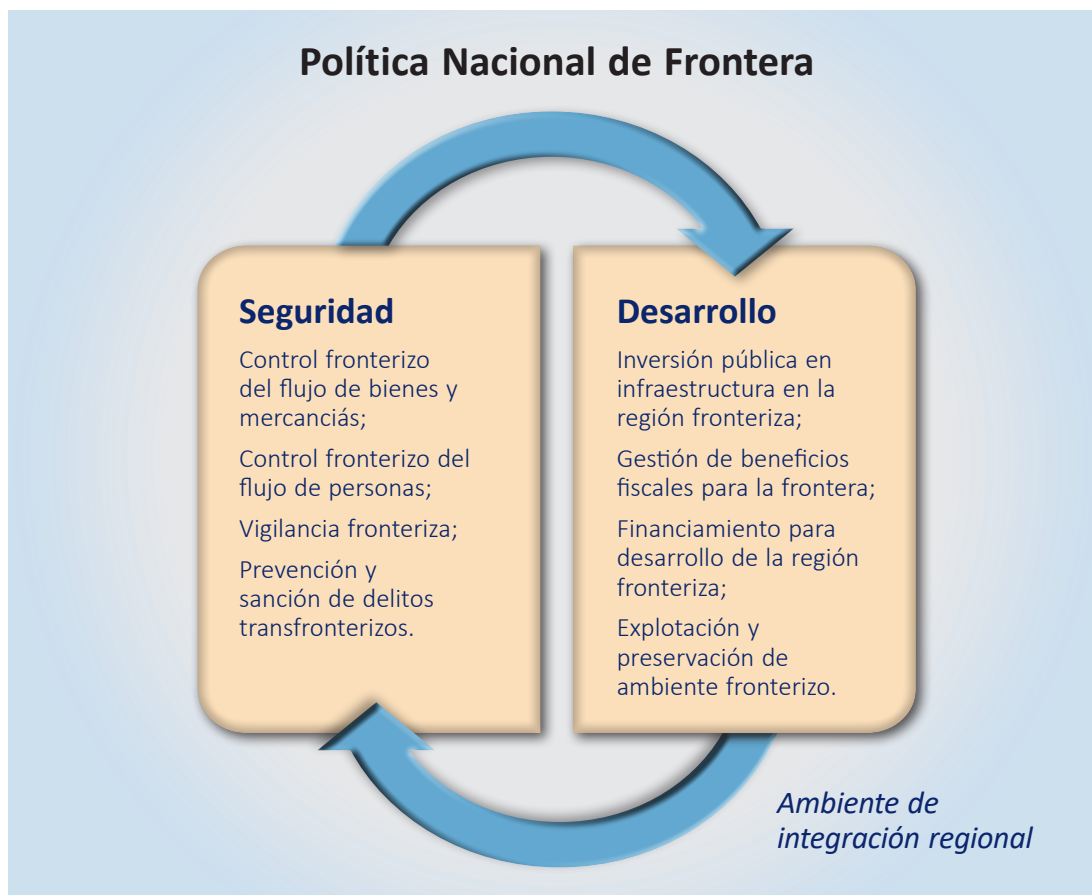 Política Nacional de Frontera
Seguridad
Control fronterizo
del flujo de bienes y
mercanciás;
Control fronterizo del
flujo de personas;
Vigilancia fronteriza;
Prevención y
sanción de delitos
transfronterizos.
Desarrollo
Inversión pública en
infraestructura en la
región fronteriza;
Gestión de beneficios
fiscales para la frontera;
Financiamiento para
desarrollo de la región
fronteriza;
Explotación y
preservación de
ambiente fronterizo.
Ambiente de
integración regional